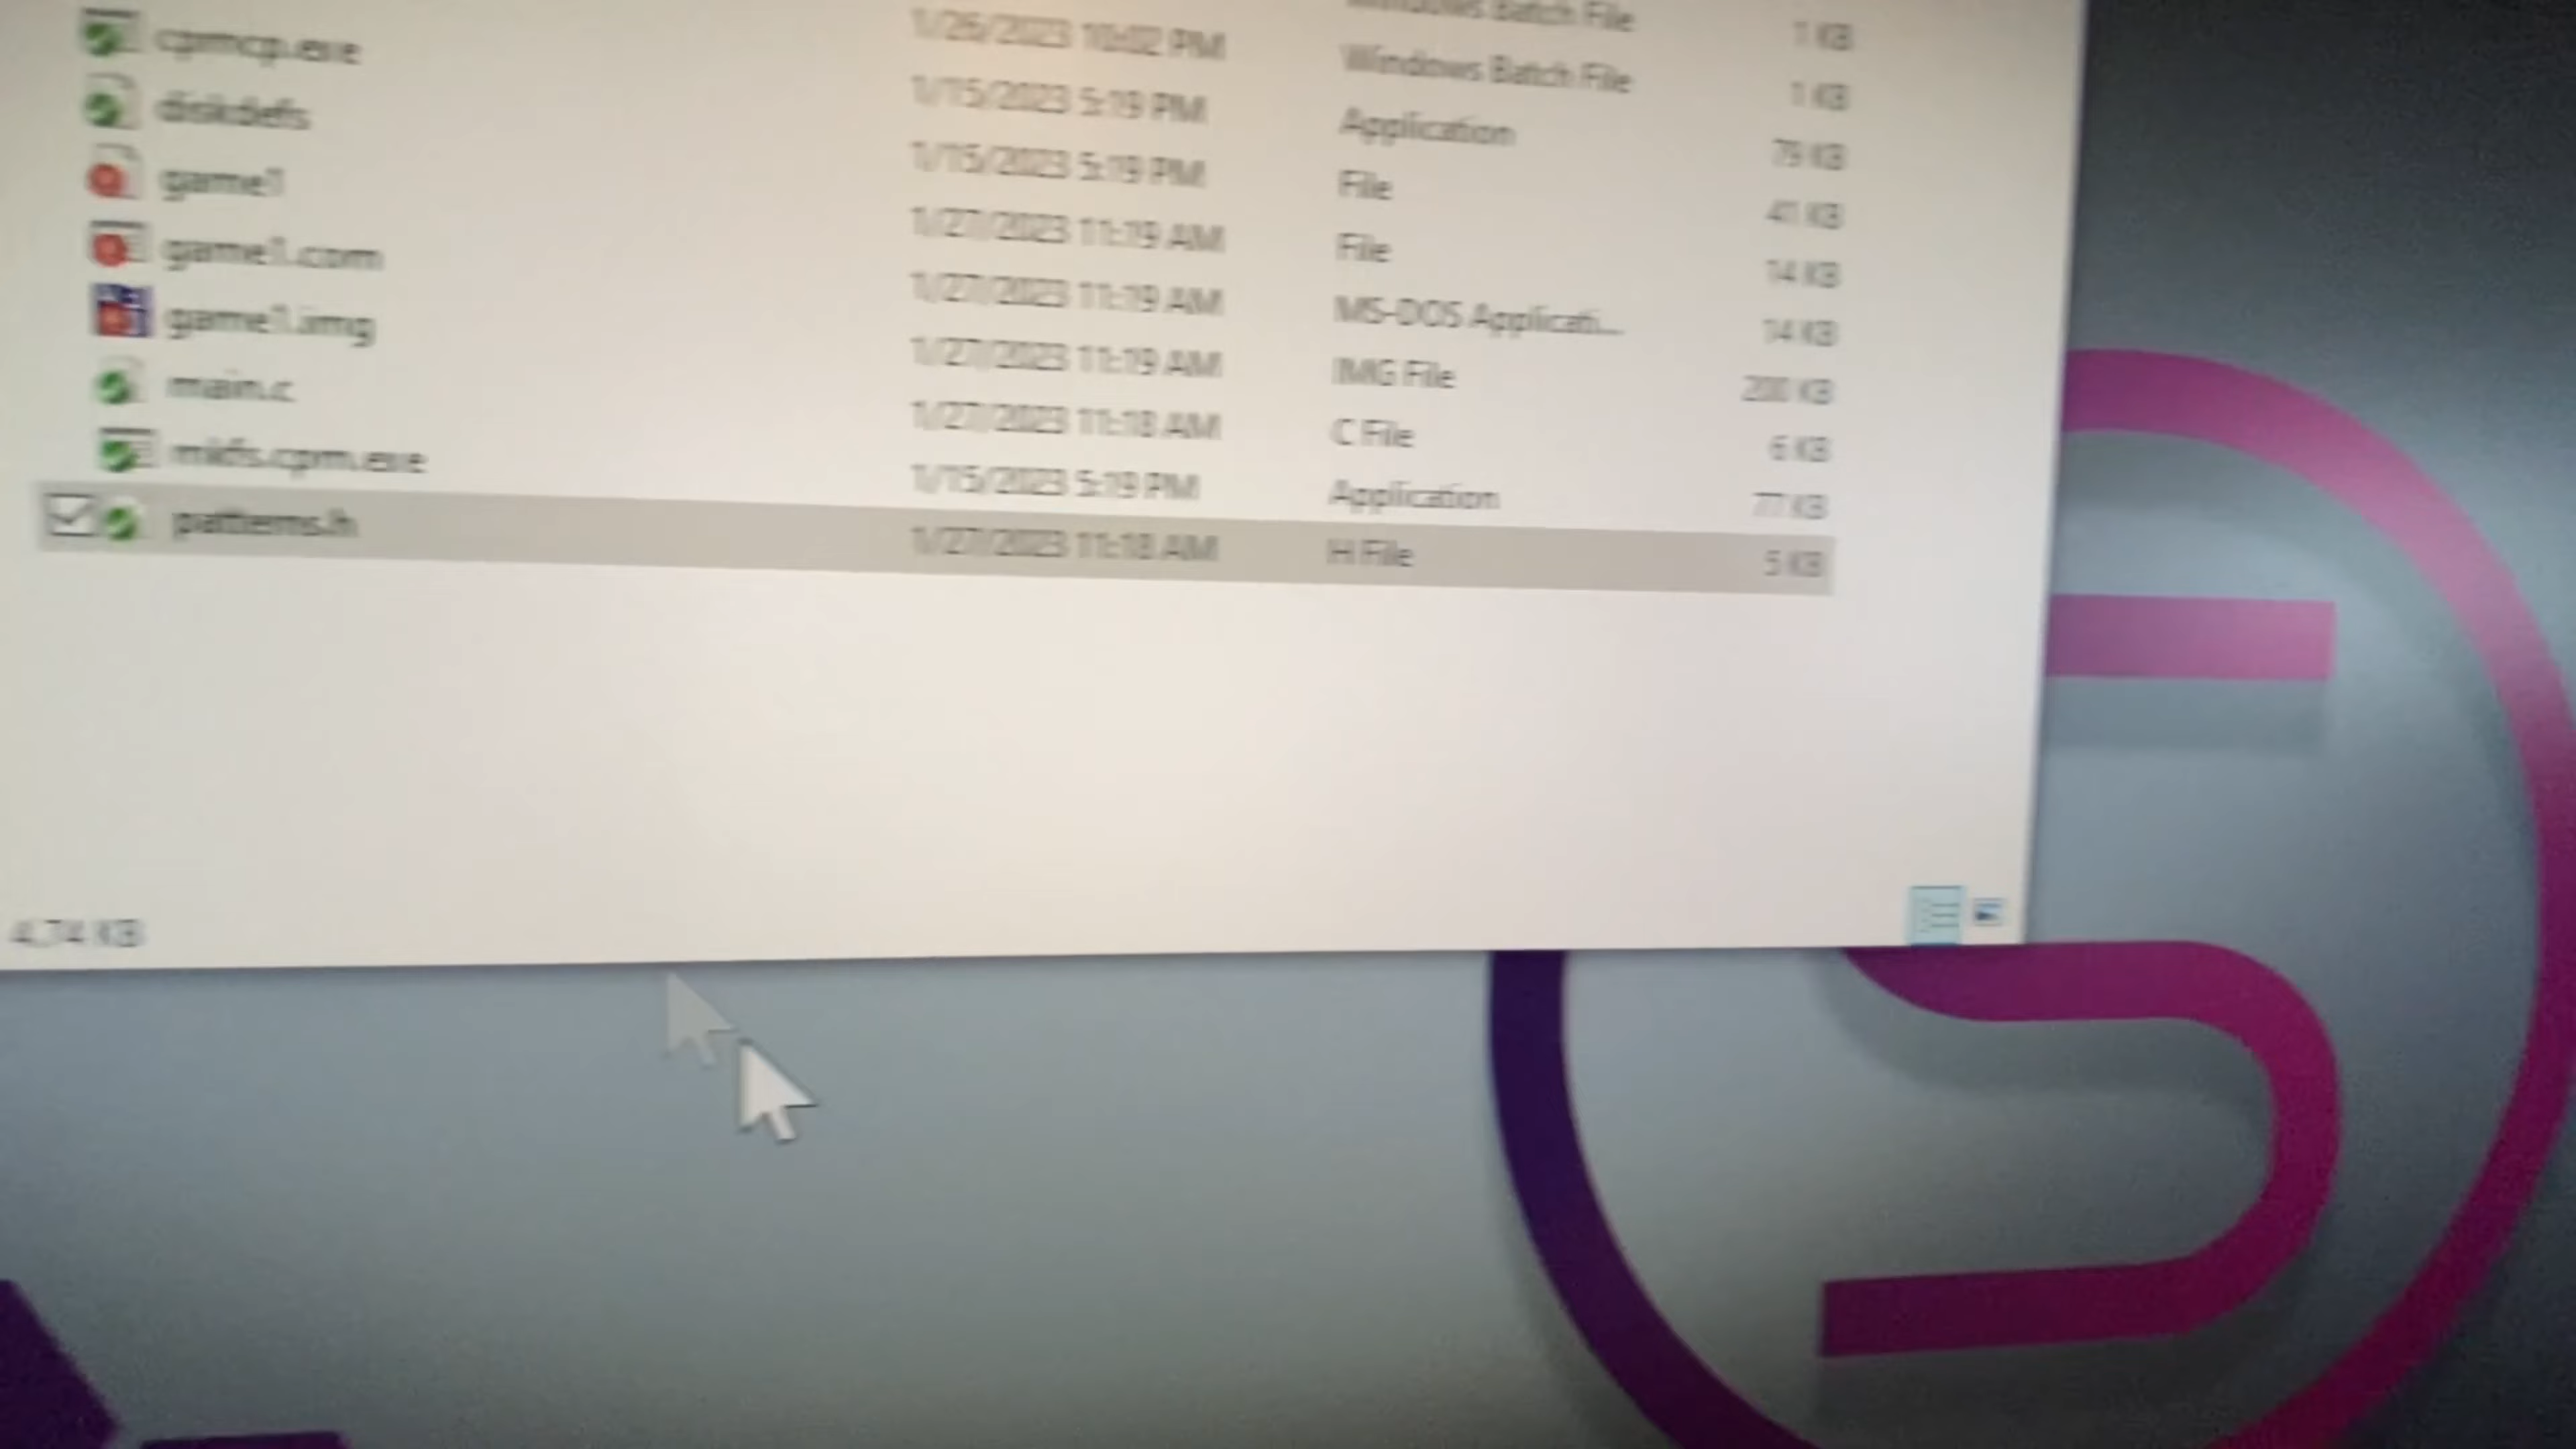 Windows Batch File 1 KB
1/26/2023 10:02 PM Windows Batch File 1 KB
cpmcp.exe 1/15/2023 5:19 PM Application 79 KB
diskdefs 1/15/2023 5:19 PM File 41 KB
game1 1/27/2023 11:19 AM File 14 KB
game1.com 1/27/2023 11:19 AM MS-DOS Applicati... 14 KB
game1.img 1/27/2023 11:19 AM IMG File 200 KB
main.c 1/27/2023 11:18 AM C File 6 KB
mkfs.cpm.exe 1/15/2023 5:19 PM Application 77 KB
patterns.h 1/27/2023 11:18 AM H File 5 KB
4.74 KB